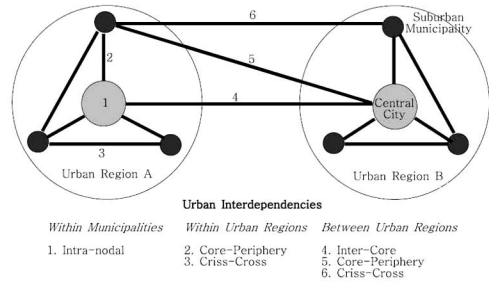 6
Suburban
Municipality
2
5
1
4
Central
City
3
Urban Region A
Urban Region B
Urban Interdependencies
Within Municipalities Within Urban Regions Between Urban Regions
1. Intra-nodal 2. Core-Periphery 4. Inter-Core
3. Criss-Cross 5. Core-Periphery
6. Criss-Cross